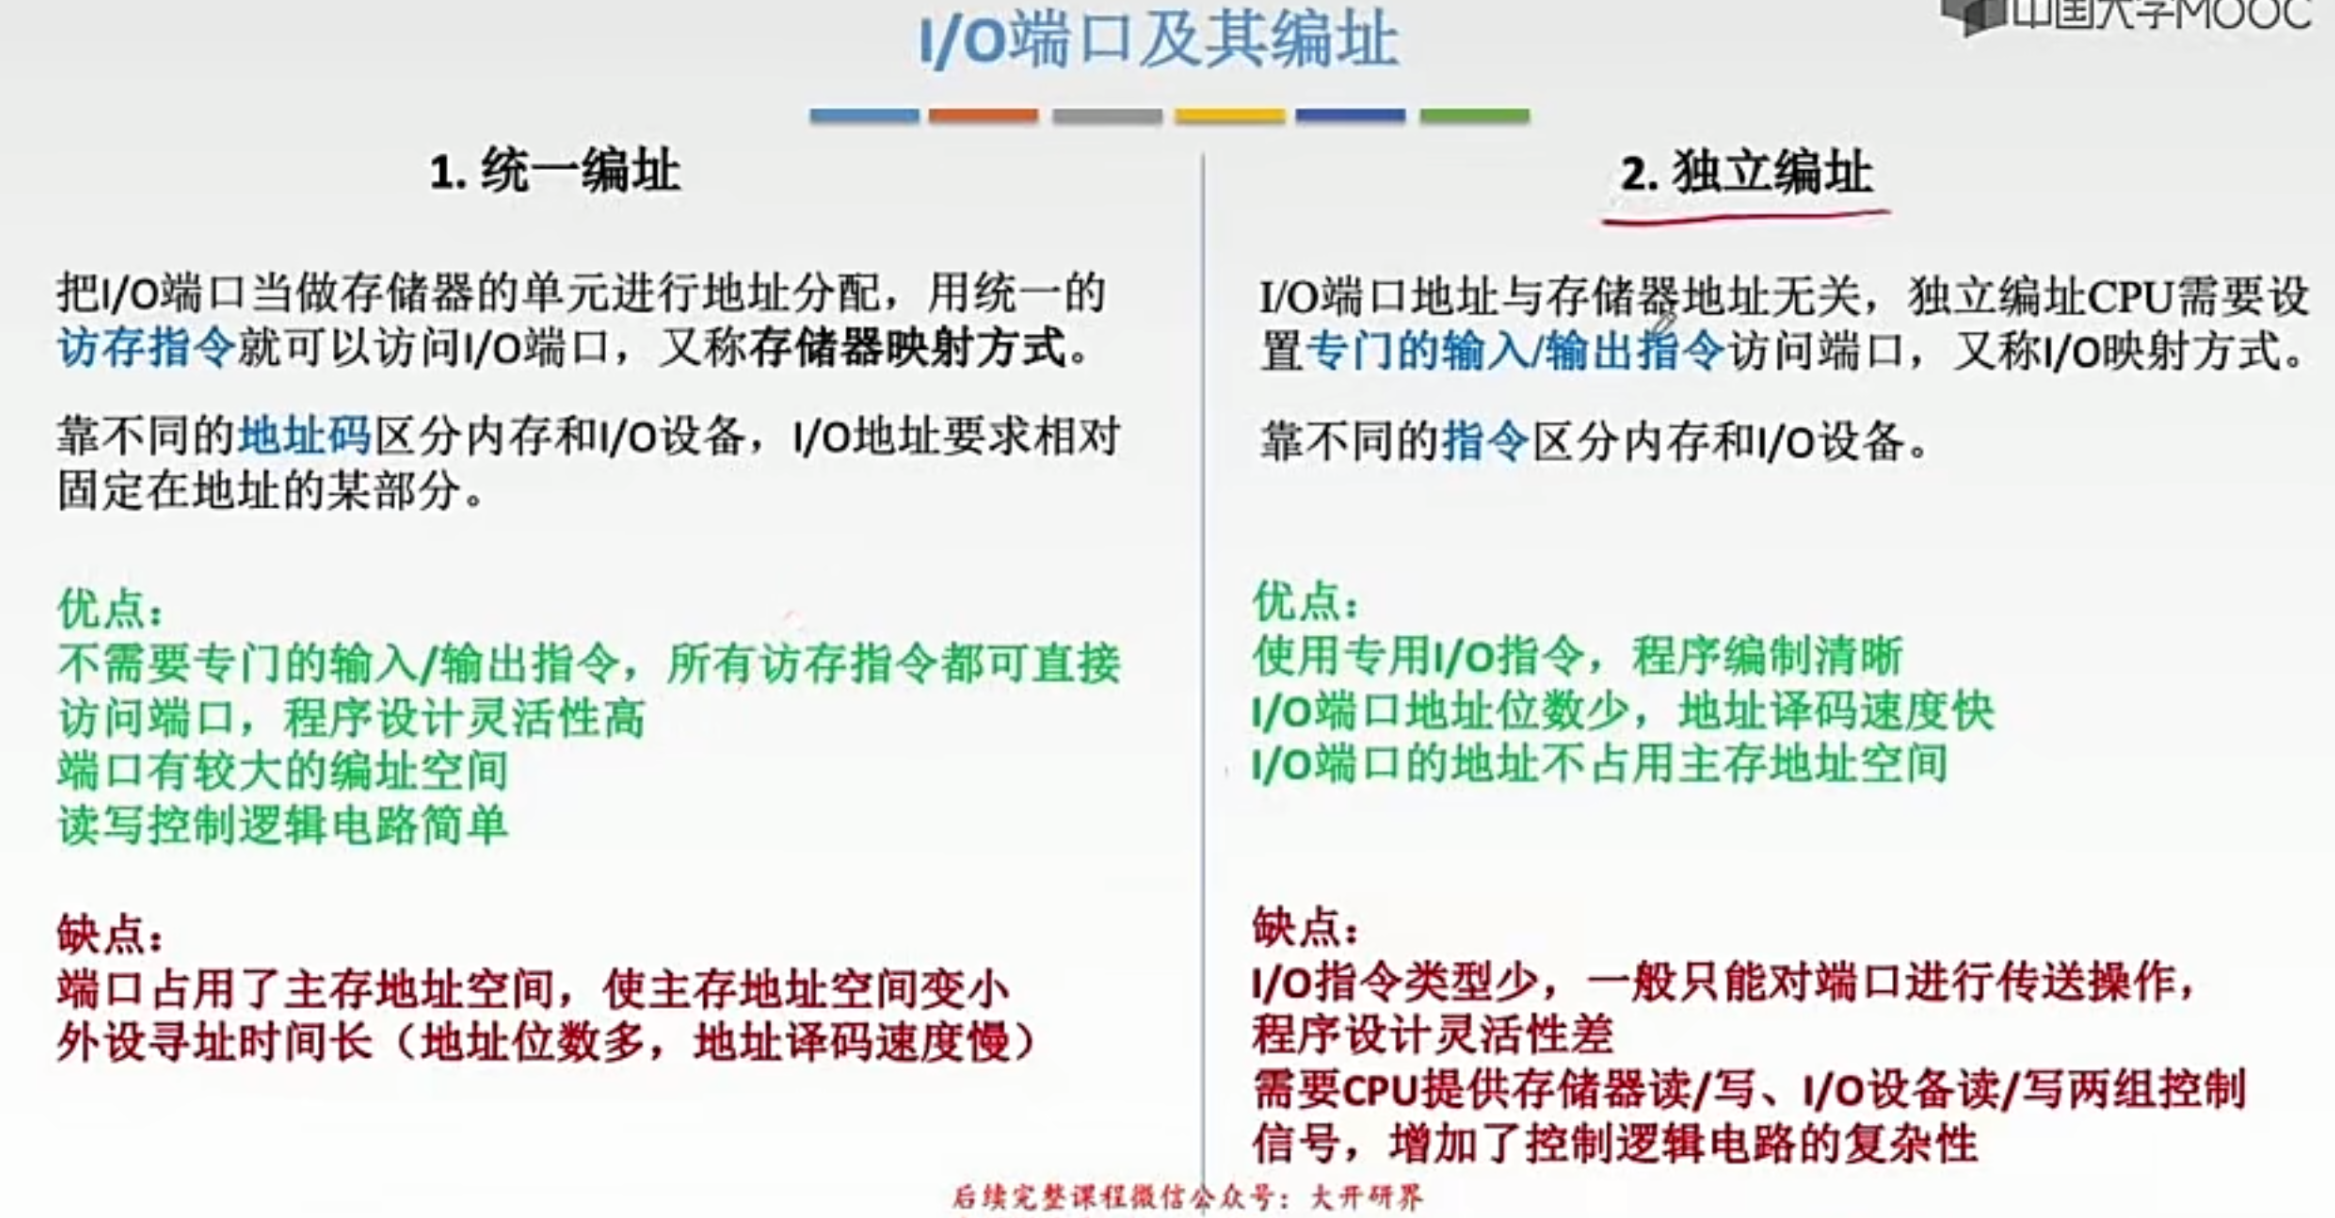 中国大学MOOC
I/O端口及其编址
1. 统一编址
把I/O端口当做存储器的单元进行地址分配，用统一的
访存指令就可以访问I/O端口，又称存储器映射方式。
靠不同的地址码区分内存和I/O设备，I/O地址要求相对
固定在地址的某部分。
优点：
不需要专门的输入/输出指令，所有访存指令都可直接
访问端口，程序设计灵活性高
端口有较大的编址空间
读写控制逻辑电路简单
缺点：
端口占用了主存地址空间，使主存地址空间变小
外设寻址时间长（地址位数多，地址译码速度慢）
2. 独立编址
I/O端口地址与存储器地址无关，独立编址CPU需要设
置专门的输入/输出指令访问端口，又称I/O映射方式。
靠不同的指令区分内存和I/O设备。
优点：
使用专用I/O指令，程序编制清晰
I/O端口地址位数少，地址译码速度快
I/O端口的地址不占用主存地址空间
缺点：
I/O指令类型少，一般只能对端口进行传送操作，
程序设计灵活性差
需要CPU提供存储器读/写、I/O设备读/写两组控制
信号，增加了控制逻辑电路的复杂性
后续完整课程微信公众号：大开研界